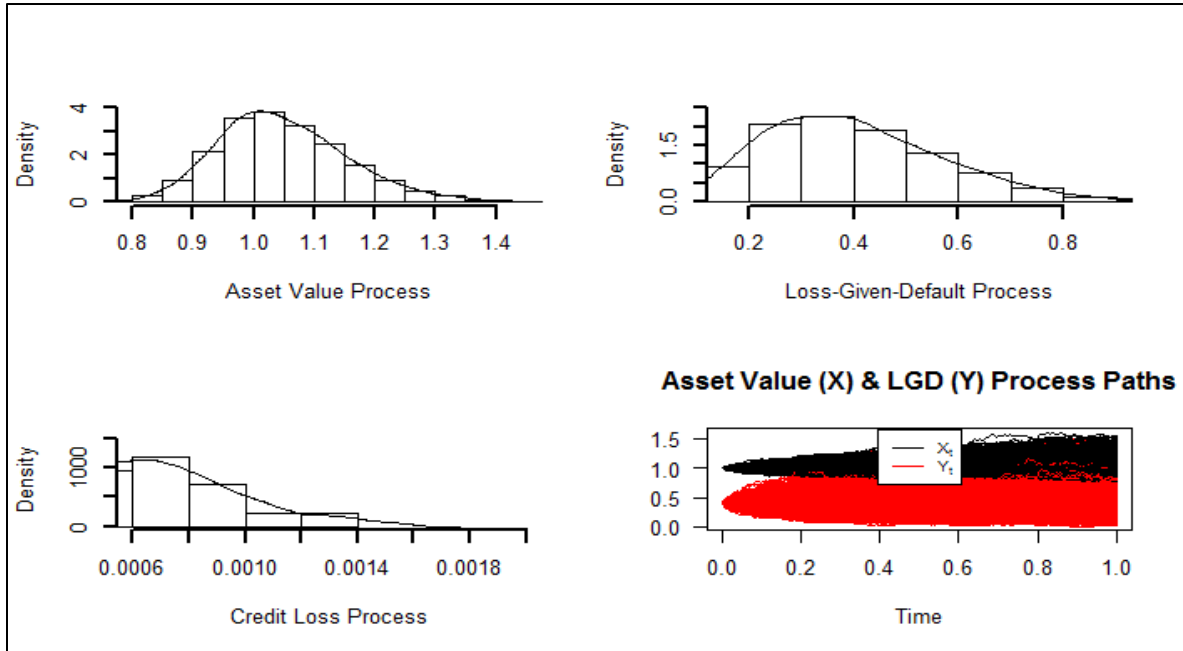 Density
4
2
0
0.8 0.9 1.0 1.1 1.2 1.3 1.4
Asset Value Process
Density
1.5
0.0
0.2 0.4 0.6 0.8
Loss-Given-Default Process
Density
1000
0
0.0006 0.0010 0.0014 0.0018
Credit Loss Process
Asset Value (X) & LGD (Y) Process Paths
1.5
1.0
0.5
0.0
Xt
Yt
0.0 0.2 0.4 0.6 0.8 1.0
Time